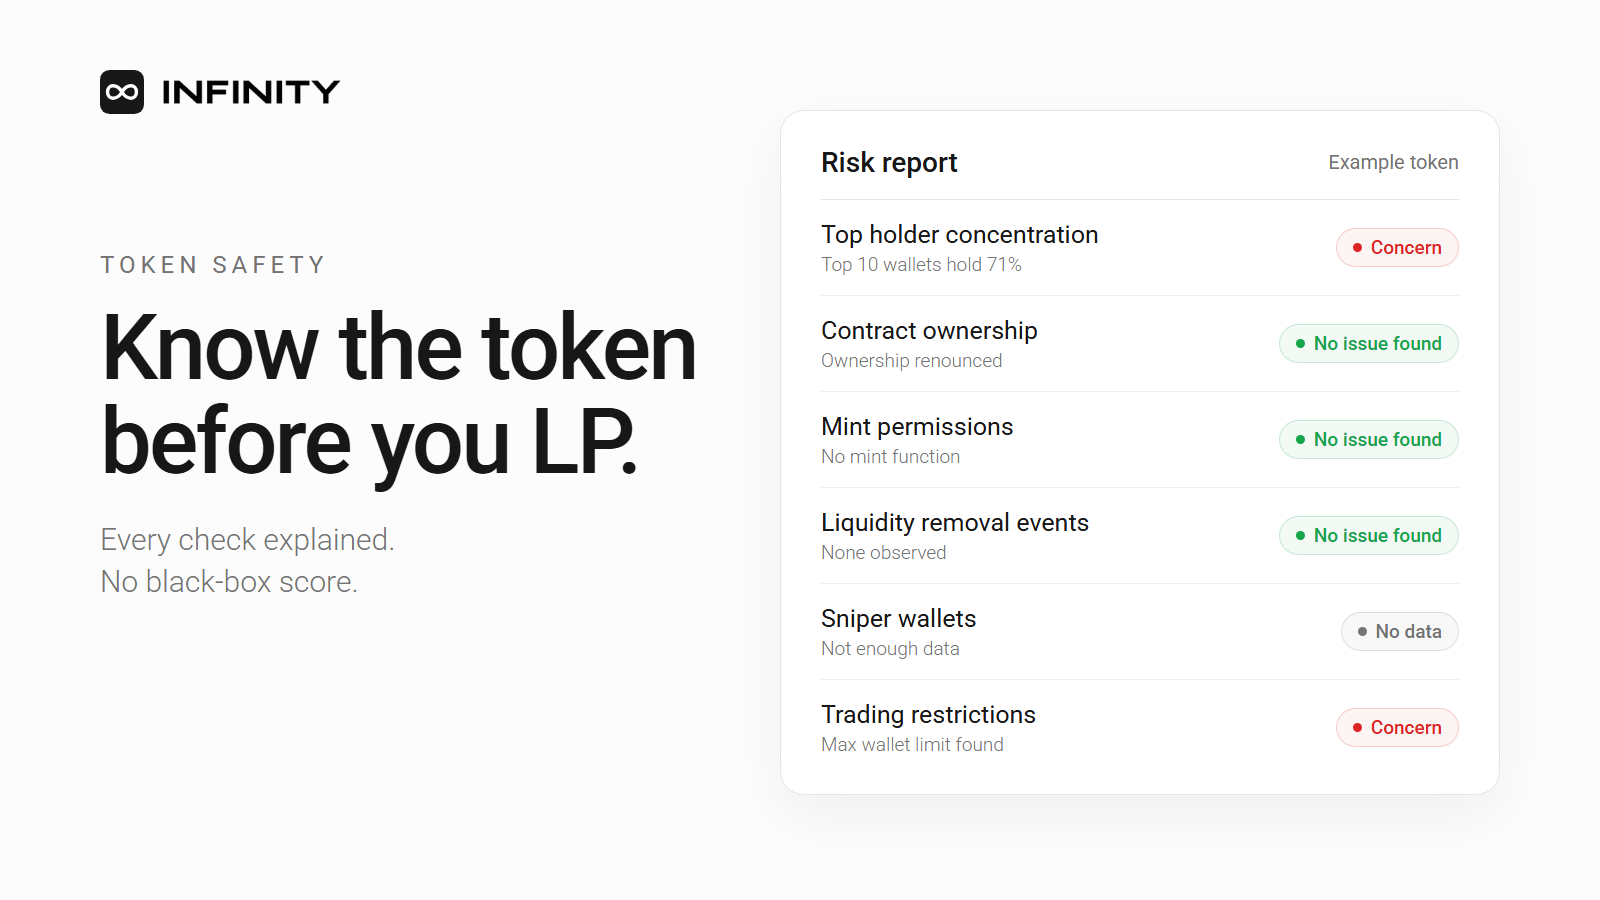 INFINITY
TOKEN SAFETY
Know the token
before you LP.
Every check explained.
No black-box score.
Risk report
Example token
Top holder concentration
Top 10 wallets hold 71%
Concern
Contract ownership
Ownership renounced
No issue found
Mint permissions
No mint function
No issue found
Liquidity removal events
None observed
No issue found
Sniper wallets
Not enough data
No data
Trading restrictions
Max wallet limit found
Concern